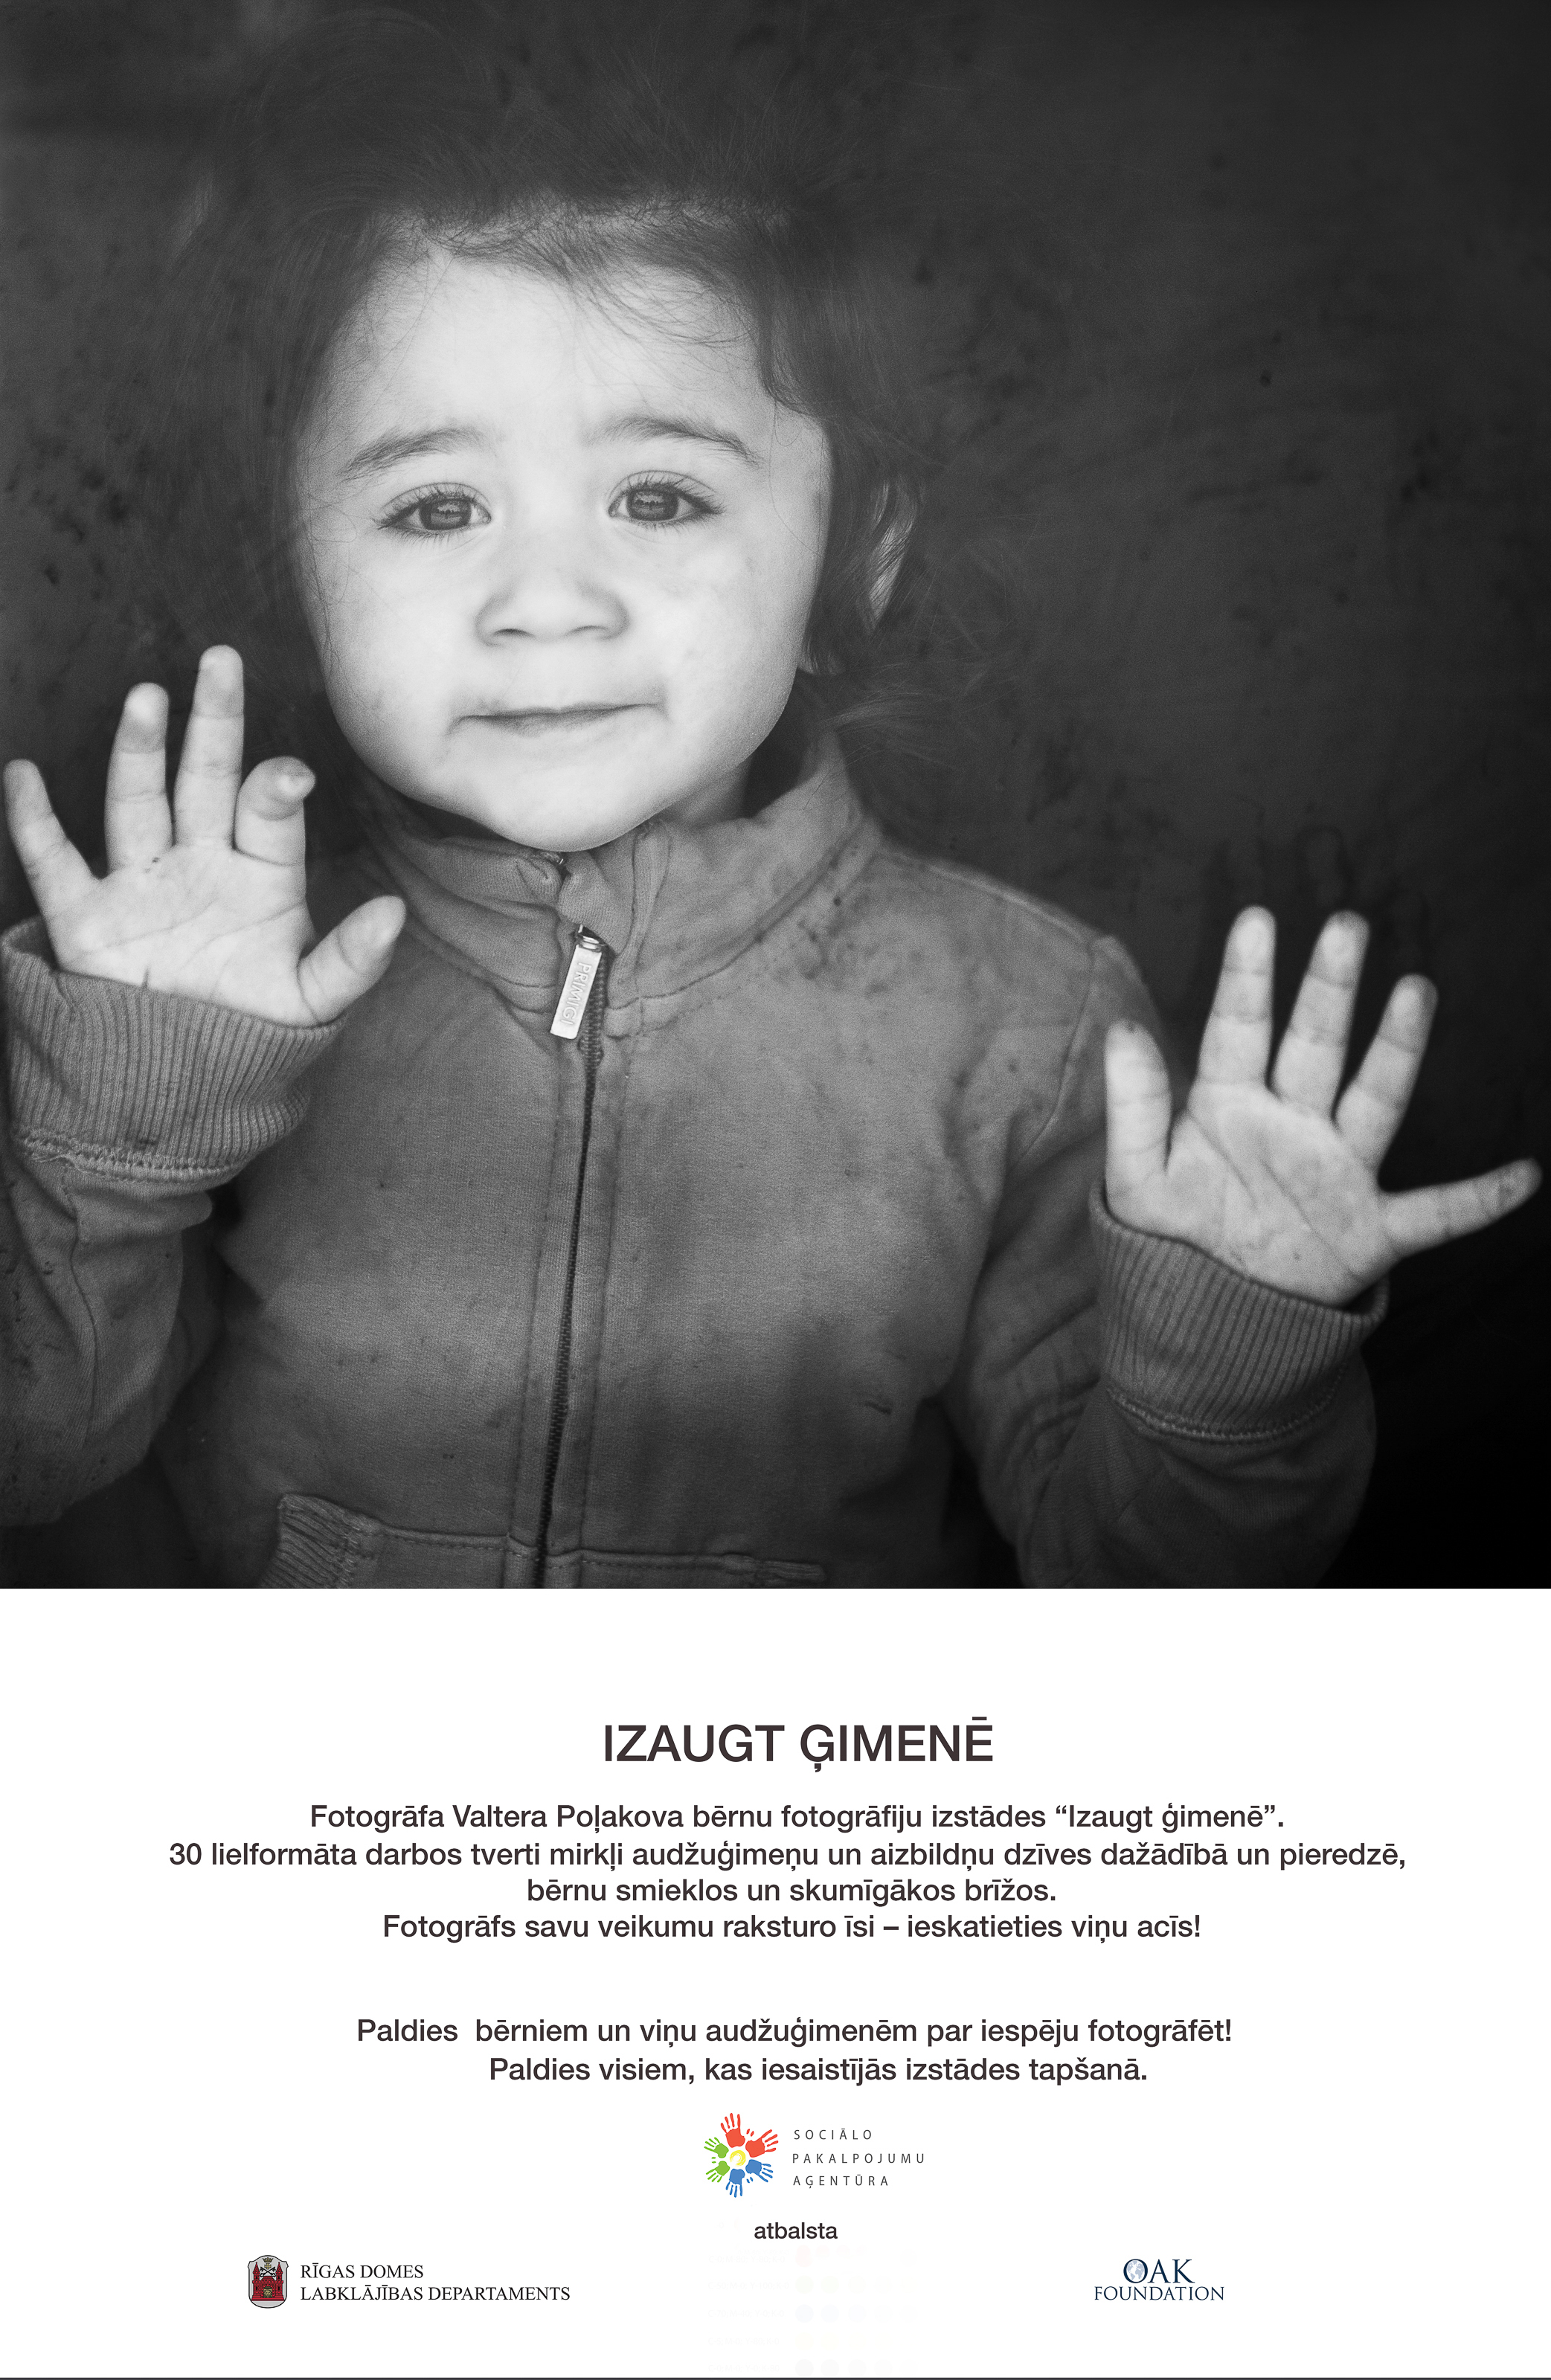 PRIMIGI
IZAUGT ĢIMENĒ
Fotogrāfa Valtera Poļakova bērnu fotogrāfiju izstādes “Izaugt ģimenē”.
30 lielformāta darbos tverti mirkļi audžuģimeņu un aizbildņu dzīves dažādībā un pieredzē,
bērnu smieklos un skumīgākos brīžos.
Fotogrāfs savu veikumu raksturo īsi – ieskatieties viņu acīs!
Paldies  bērniem un viņu audžuģimenēm par iespēju fotogrāfēt!
Paldies visiem, kas iesaistījās izstādes tapšanā.
SOCIĀLO
PAKALPOJUMU
AĢENTŪRA
atbalsta
RĪGAS DOMES
LABKLĀJĪBAS DEPARTAMENTS
OAK
FOUNDATION